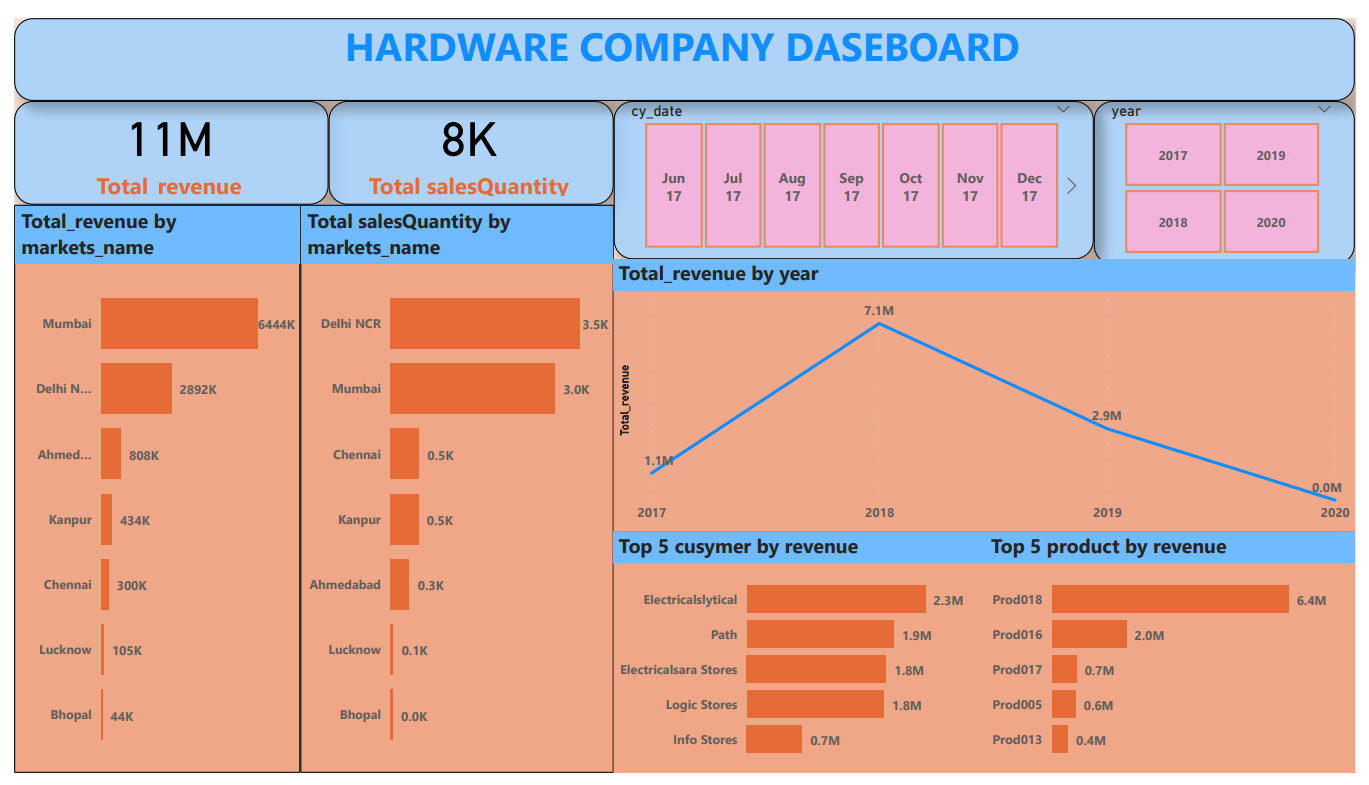 HARDWARE COMPANY DASEBOARD
11M
Total revenue
8K
Total salesQuantity
cy_date
Jun 17
Jul 17
Aug 17
Sep 17
Oct 17
Nov 17
Dec 17
year
2017
2019
2018
2020
Total_revenue by
markets_name
Mumbai 6444K
Delhi N... 2892K
Ahmed... 808K
Kanpur 434K
Chennai 300K
Lucknow 105K
Bhopal 44K
Total salesQuantity by
markets_name
Delhi NCR 3.5K
Mumbai 3.0K
Chennai 0.5K
Kanpur 0.5K
Ahmedabad 0.3K
Lucknow 0.1K
Bhopal 0.0K
Total_revenue by year
Total_revenue
1.1M
7.1M
2.9M
0.0M
2017 2018 2019 2020
Top 5 cusymer by revenue
Electricalslytical 2.3M
Path 1.9M
Electricalsara Stores 1.8M
Logic Stores 1.8M
Info Stores 0.7M
Top 5 product by revenue
Prod018 6.4M
Prod016 2.0M
Prod017 0.7M
Prod005 0.6M
Prod013 0.4M